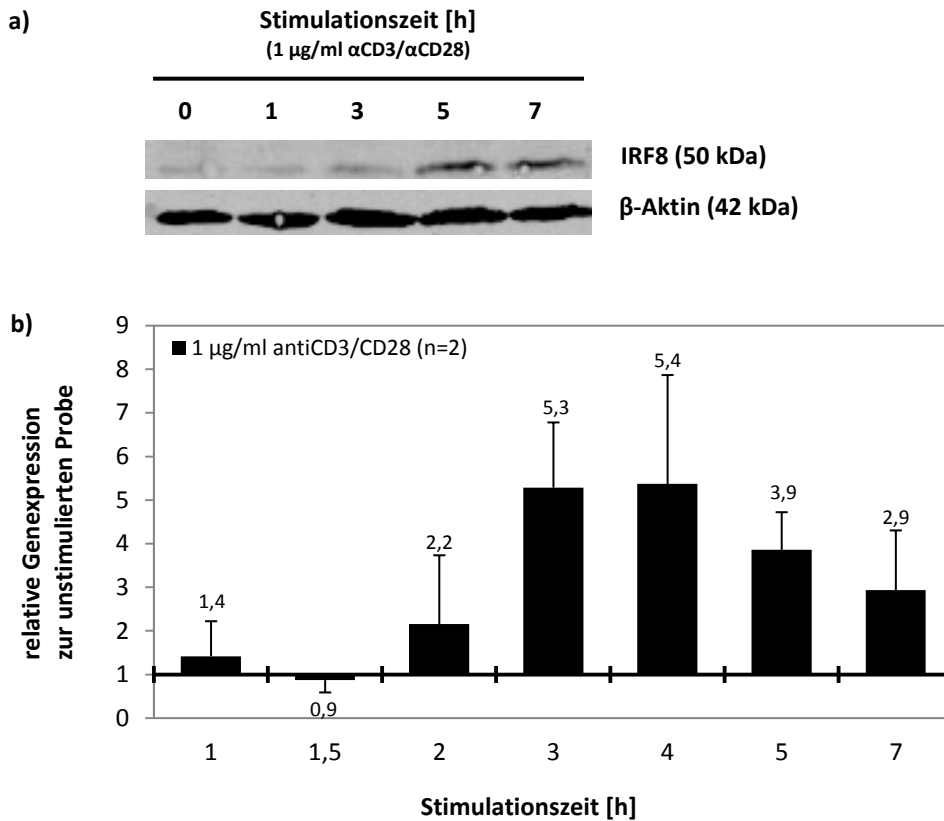 a)
Stimulationszeit [h]
(1 µg/ml αCD3/αCD28)
0 1 3 5 7
IRF8 (50 kDa)
β-Aktin (42 kDa)
b)
relative Genexpression
zur unstimulierten Probe
9
8
7
6
5
4
3
2
1
0
1 µg/ml antiCD3/CD28 (n=2)
1,4
0,9
2,2
5,3
5,4
3,9
2,9
1 1,5 2 3 4 5 7
Stimulationszeit [h]